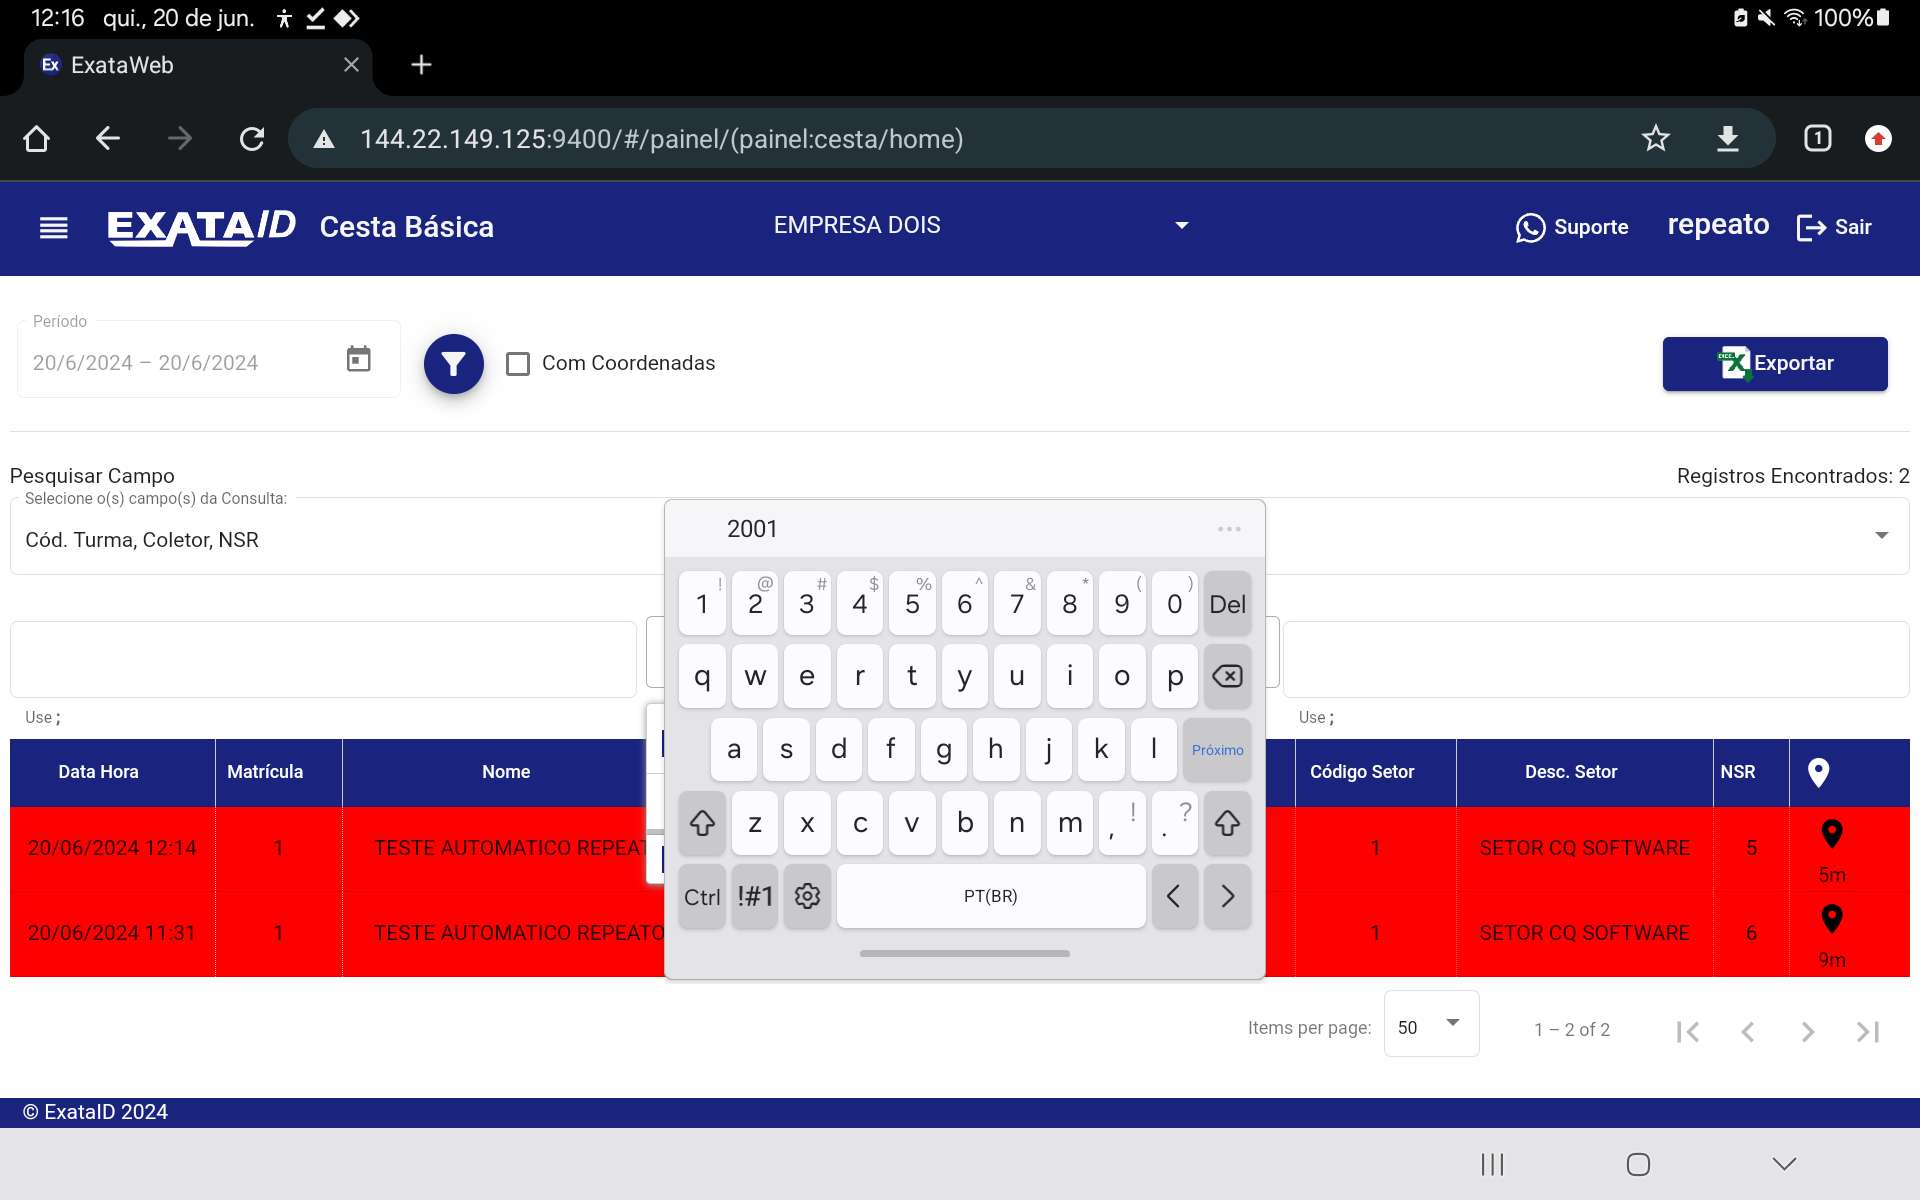 12:16 qui., 20 de jun. 100%
Ex ExataWeb
144.22.149.125:9400/#/painel/(painel:cesta/home) 1
EXATA ID Cesta Básica EMPRESA DOIS Suporte repeato Sair
Período
20/6/2024 – 20/6/2024
Com Coordenadas
Exportar
Pesquisar Campo Registros Encontrados: 2
Selecione o(s) campo(s) da Consulta:
Cód. Turma, Coletor, NSR
2001
! @ # $ % ^ & * ( )
1 2 3 4 5 6 7 8 9 0 Del
q w e r t y u i o p
a s d f g h j k l Próximo
z x c v b n m , ! . ?
Ctrl !#1 PT(BR) < >
Use ; Use ;
Data Hora Matrícula Nome Código Setor Desc. Setor NSR
20/06/2024 12:14 1 TESTE AUTOMATICO REPEAT 1 SETOR CQ SOFTWARE 5
5m
20/06/2024 11:31 1 TESTE AUTOMATICO REPEATO 1 SETOR CQ SOFTWARE 6
9m
Items per page: 50 1 – 2 of 2
© ExataID 2024